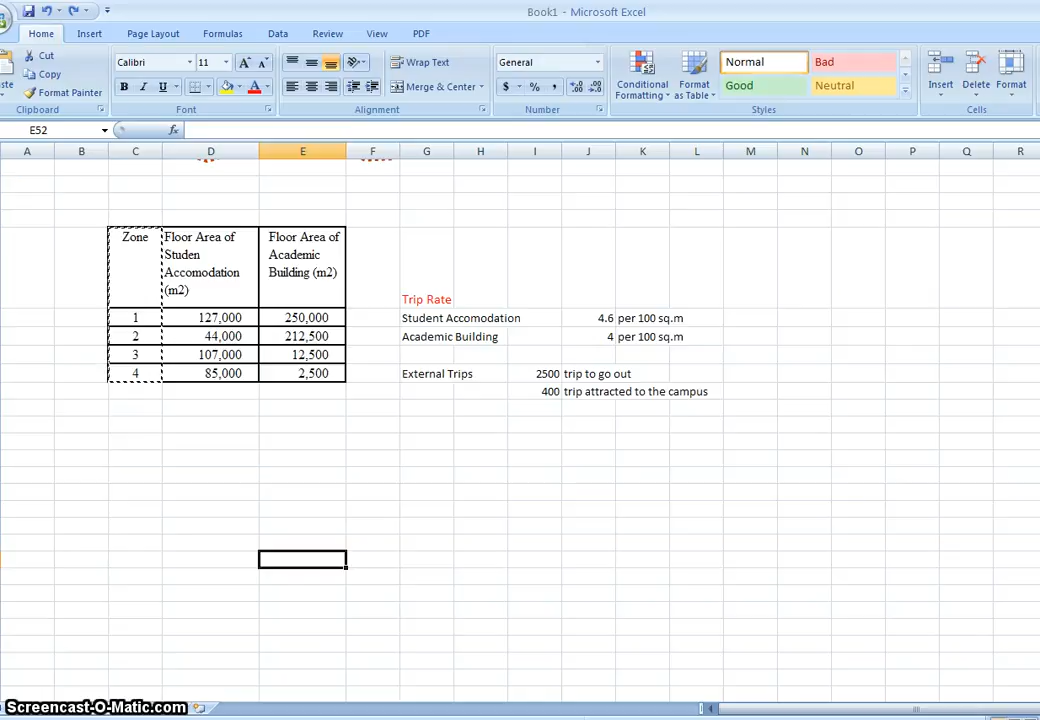 Book1 - Microsoft Excel
Home Insert Page Layout Formulas Data Review View PDF
Cut
Copy
Format Painter
Clipboard
Calibri 11
B I U
Font
Wrap Text
Merge & Center
Alignment
General
$ % ,
Number
Conditional Formatting
Format as Table
Normal Bad
Good Neutral
Styles
Insert Delete Format
Cells
E52
fx
A B C D E F G H I J K L M N O P Q R
Zone
Floor Area of
Studen
Accomodation
(m2)
Floor Area of
Academic
Building (m2)
1 127,000 250,000
2 44,000 212,500
3 107,000 12,500
4 85,000 2,500
Trip Rate
Student Accomodation 4.6 per 100 sq.m
Academic Building 4 per 100 sq.m
External Trips 2500 trip to go out
400 trip attracted to the campus
Screencast-O-Matic.com